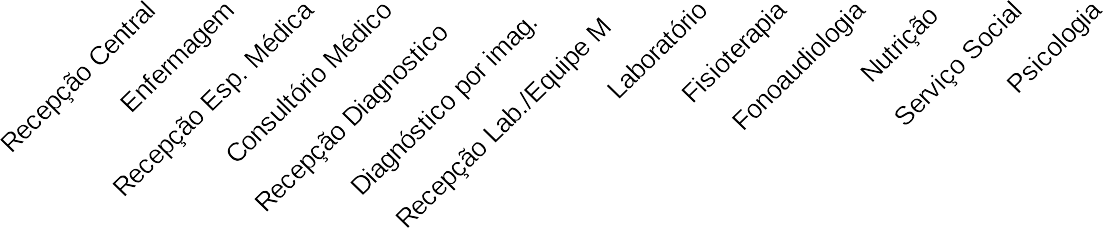 Recepção Central
Enfermagem
Recepção Esp. Médica
Consultório Médico
Recepção Diagnostico
Diagnóstico por imag.
Recepção Lab./Equipe M
Laboratório
Fisioterapia
Fonoaudiologia
Nutrição
Serviço Social
Psicologia